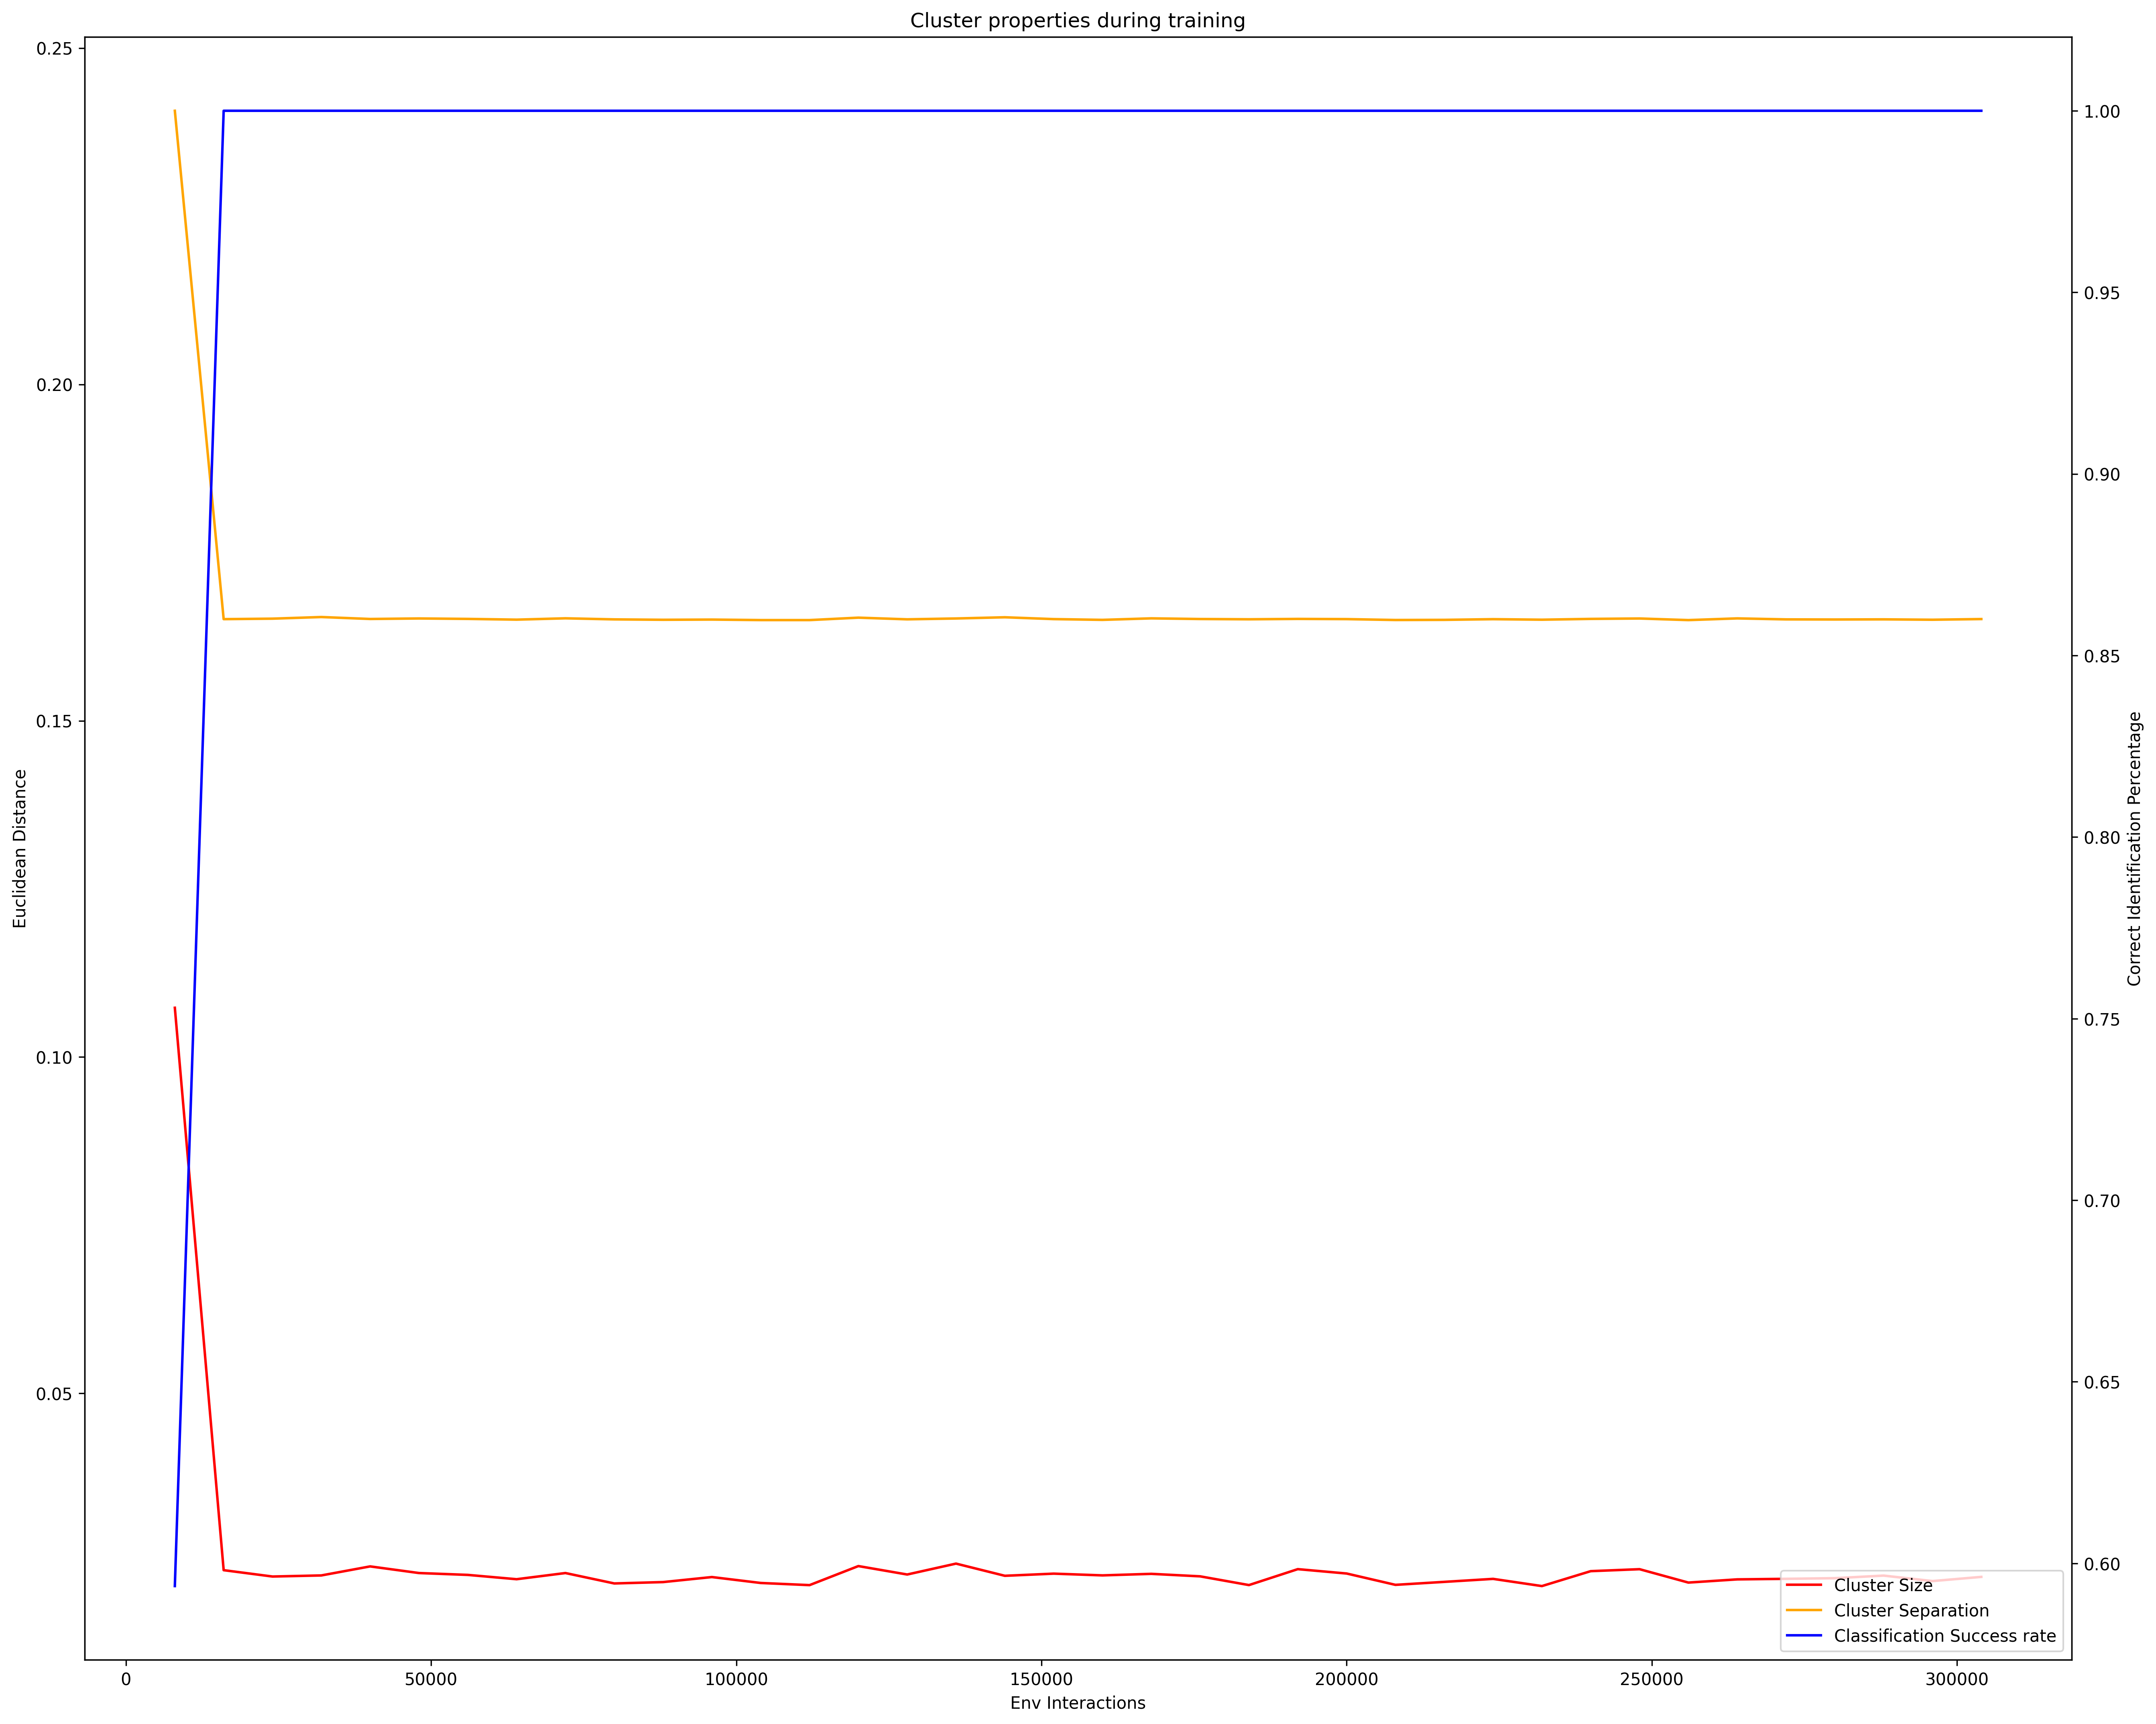 Cluster properties during training
0.25
0.20
0.15
0.10
0.05
Euclidean Distance
1.00
0.95
0.90
0.85
0.80
0.75
0.70
0.65
0.60
Correct Identification Percentage
Cluster Size
Cluster Separation
Classification Success rate
0 50000 100000 150000 200000 250000 300000
Env Interactions